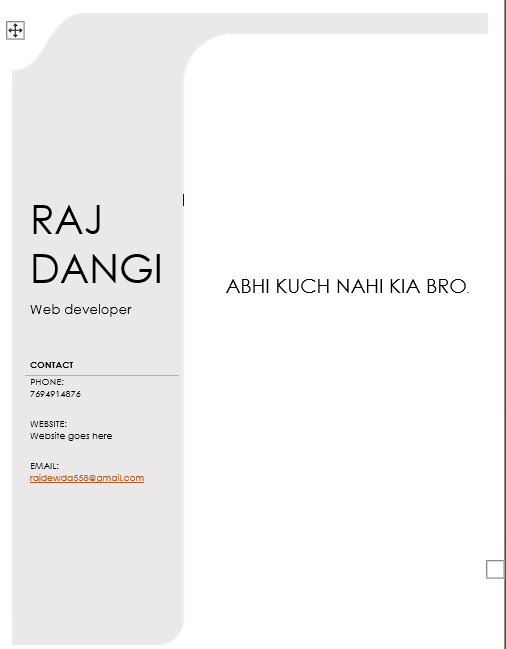 RAJ
DANGI
Web developer
CONTACT
PHONE:
7694914876
WEBSITE:
Website goes here
EMAIL:
rajdewda558@gmail.com
ABHI KUCH NAHI KIA BRO.